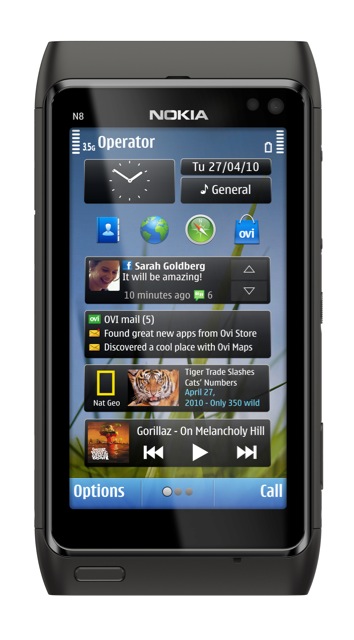 N8
NOKIA
3.5G Operator
Tu 27/04/10
General
ovi
Sarah Goldberg
It will be amazing!
10 minutes ago 6
ovi OVI mail (5)
Found great new apps from Ovi Store
Discovered a cool place with Ovi Maps
Nat Geo
Tiger Trade Slashes
Cats' Numbers
April 27,
2010 - Only 350 wild
Gorillaz - On Melancholy Hill
Options
Call